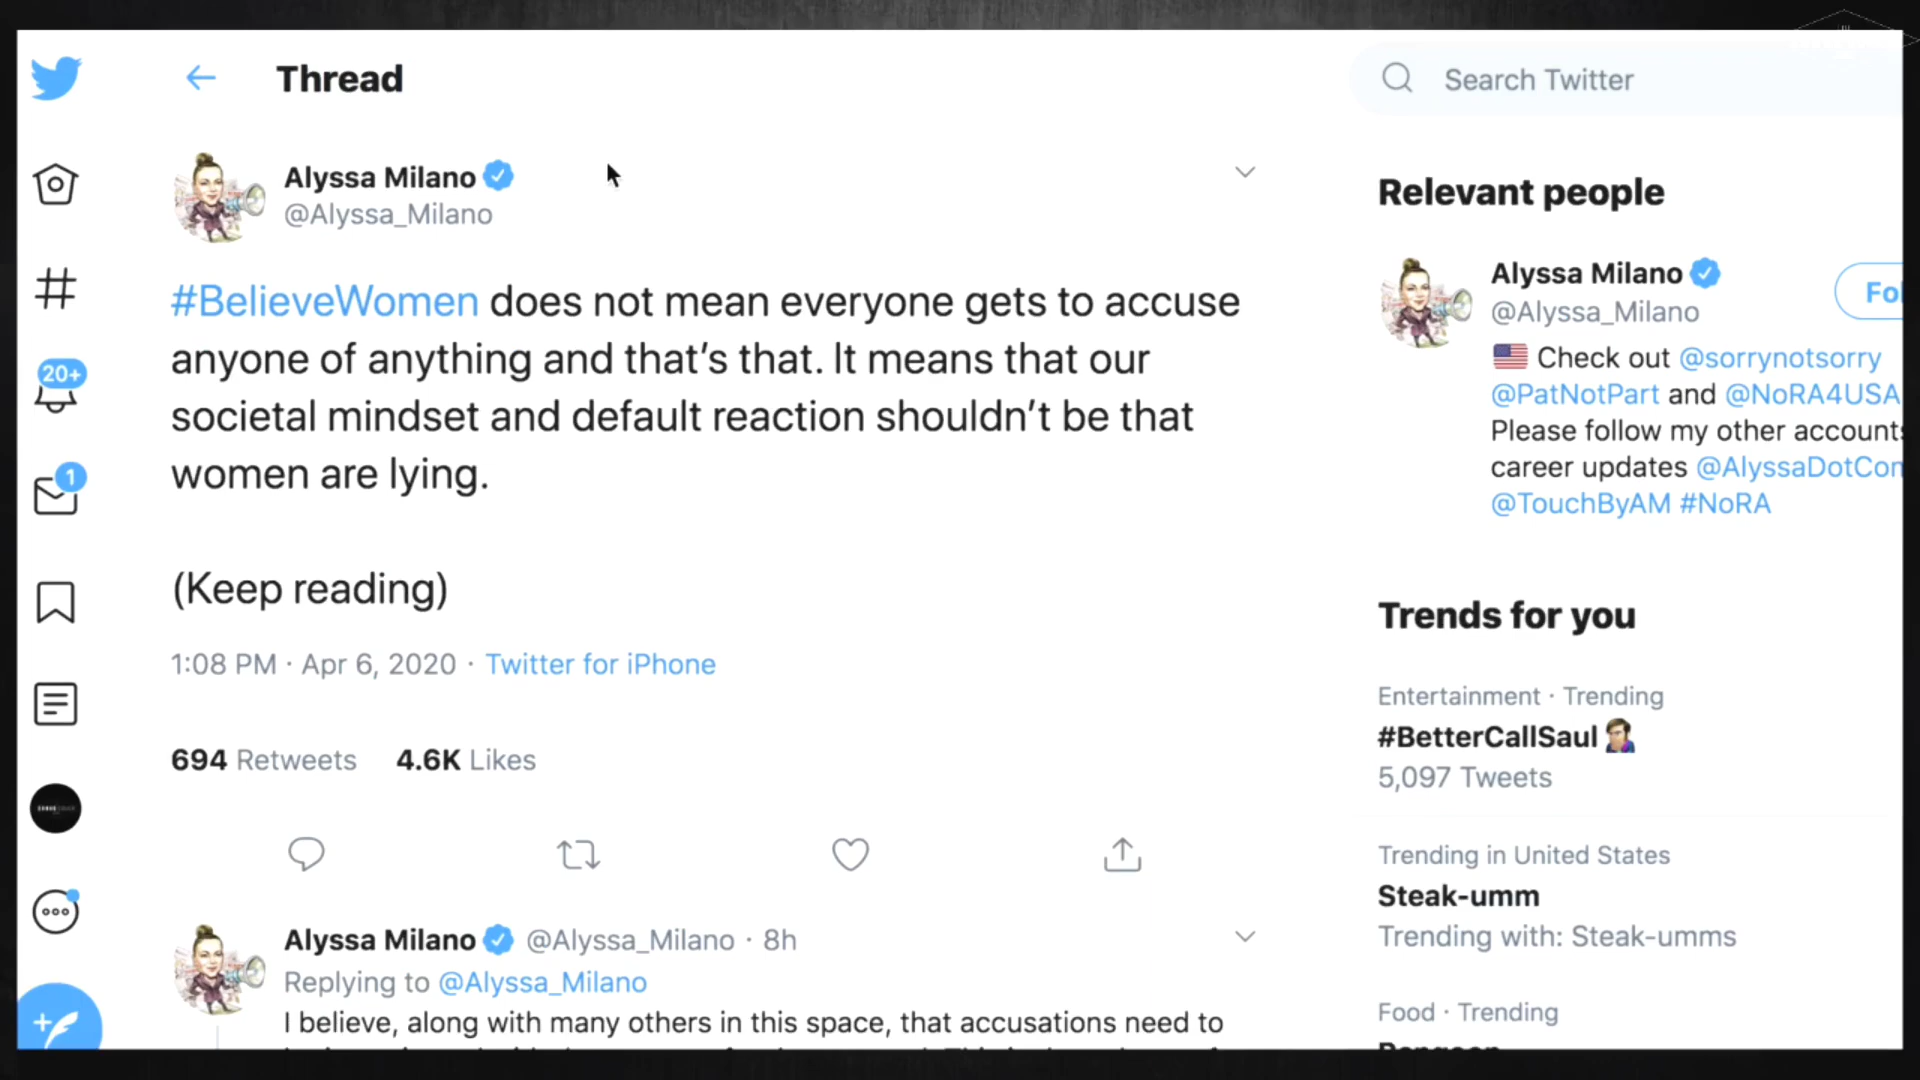 Thread
Search Twitter
Alyssa Milano
@Alyssa_Milano
#BelieveWomen does not mean everyone gets to accuse
anyone of anything and that’s that. It means that our
societal mindset and default reaction shouldn’t be that
women are lying.
(Keep reading)
1:08 PM · Apr 6, 2020 · Twitter for iPhone
694 Retweets 4.6K Likes
Alyssa Milano @Alyssa_Milano · 8h
Replying to @Alyssa_Milano
I believe, along with many others in this space, that accusations need to
20+
1
Relevant people
Alyssa Milano
@Alyssa_Milano
Check out @sorrynotsorry
@PatNotPart and @NoRA4USA
Please follow my other accounts
career updates @AlyssaDotCom
@TouchByAM #NoRA
Trends for you
Entertainment · Trending
#BetterCallSaul
5,097 Tweets
Trending in United States
Steak-umm
Trending with: Steak-umms
Food · Trending